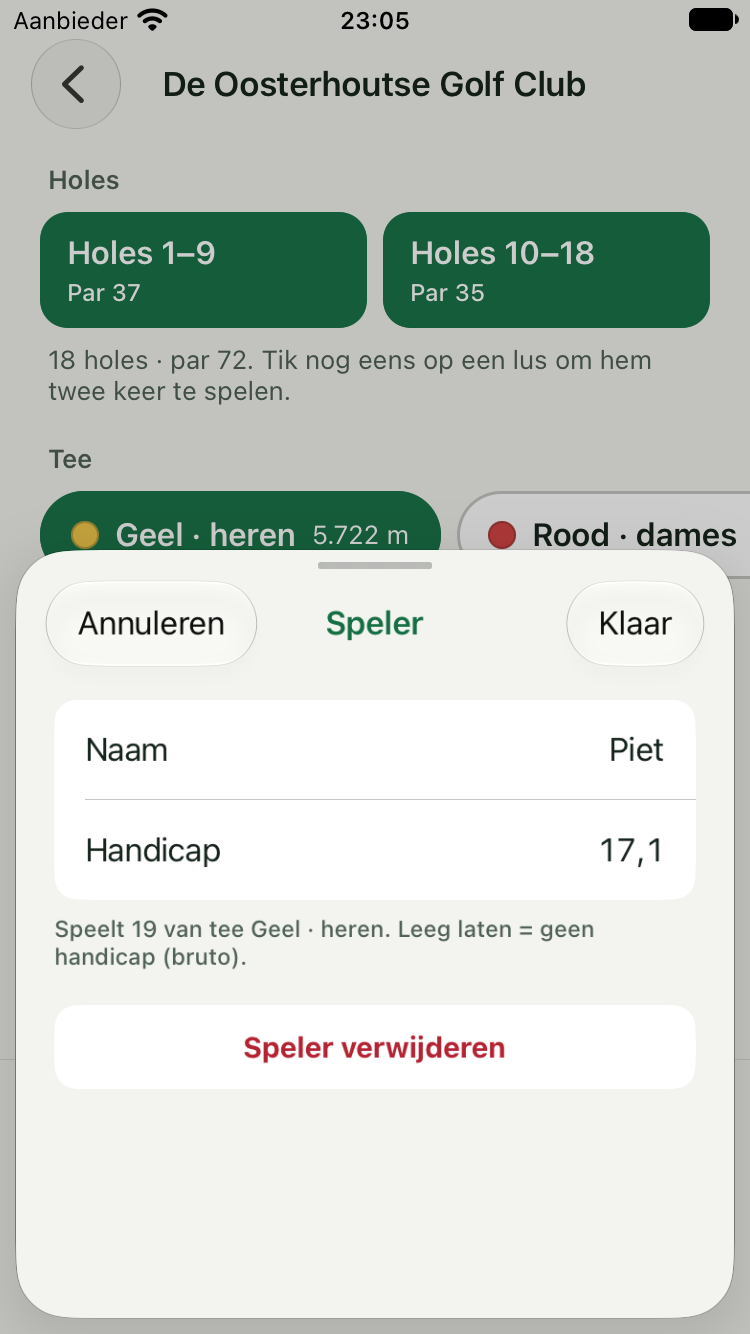 Aanbieder 23:05
De Oosterhoutse Golf Club
Holes
Holes 1–9
Par 37
Holes 10–18
Par 35
18 holes · par 72. Tik nog eens op een lus om hem
twee keer te spelen.
Tee
Geel · heren 5.722 m
Rood · dames
Annuleren Speler Klaar
Naam Piet
Handicap 17,1
Speelt 19 van tee Geel · heren. Leeg laten = geen
handicap (bruto).
Speler verwijderen